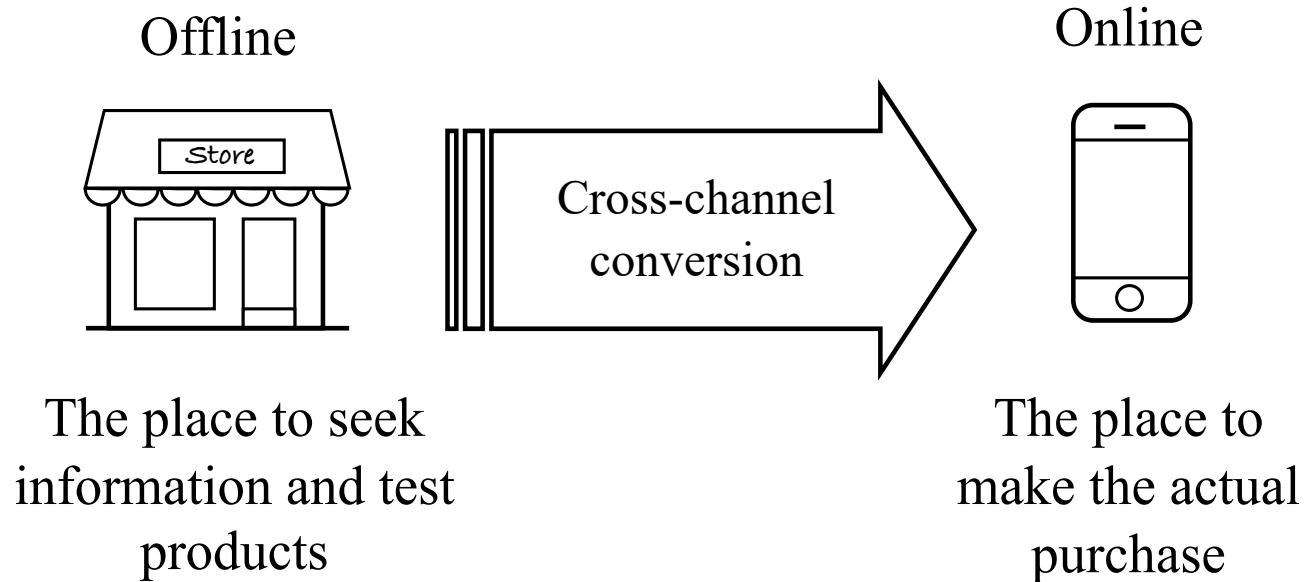 Offline
Online
Store
Cross-channel
conversion
The place to seek
information and test
products
The place to
make the actual
purchase